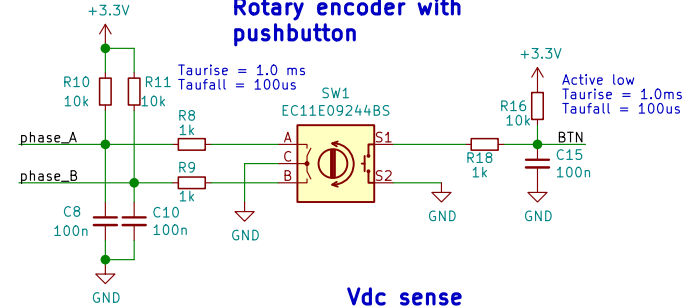 Rotary encoder with
pushbutton
+3.3V
R10
10k
R11
10k
Taurise = 1.0 ms
Taufall = 100us
R8
1k
phase_A
phase_B
R9
1k
C8
100n
C10
100n
GND
SW1
EC11E09244BS
A
C
B
S1
S2
GND
GND
+3.3V
R16
10k
Active low
Taurise = 1.0ms
Taufall = 100us
R18
1k
BTN
C15
100n
GND
Vdc sense